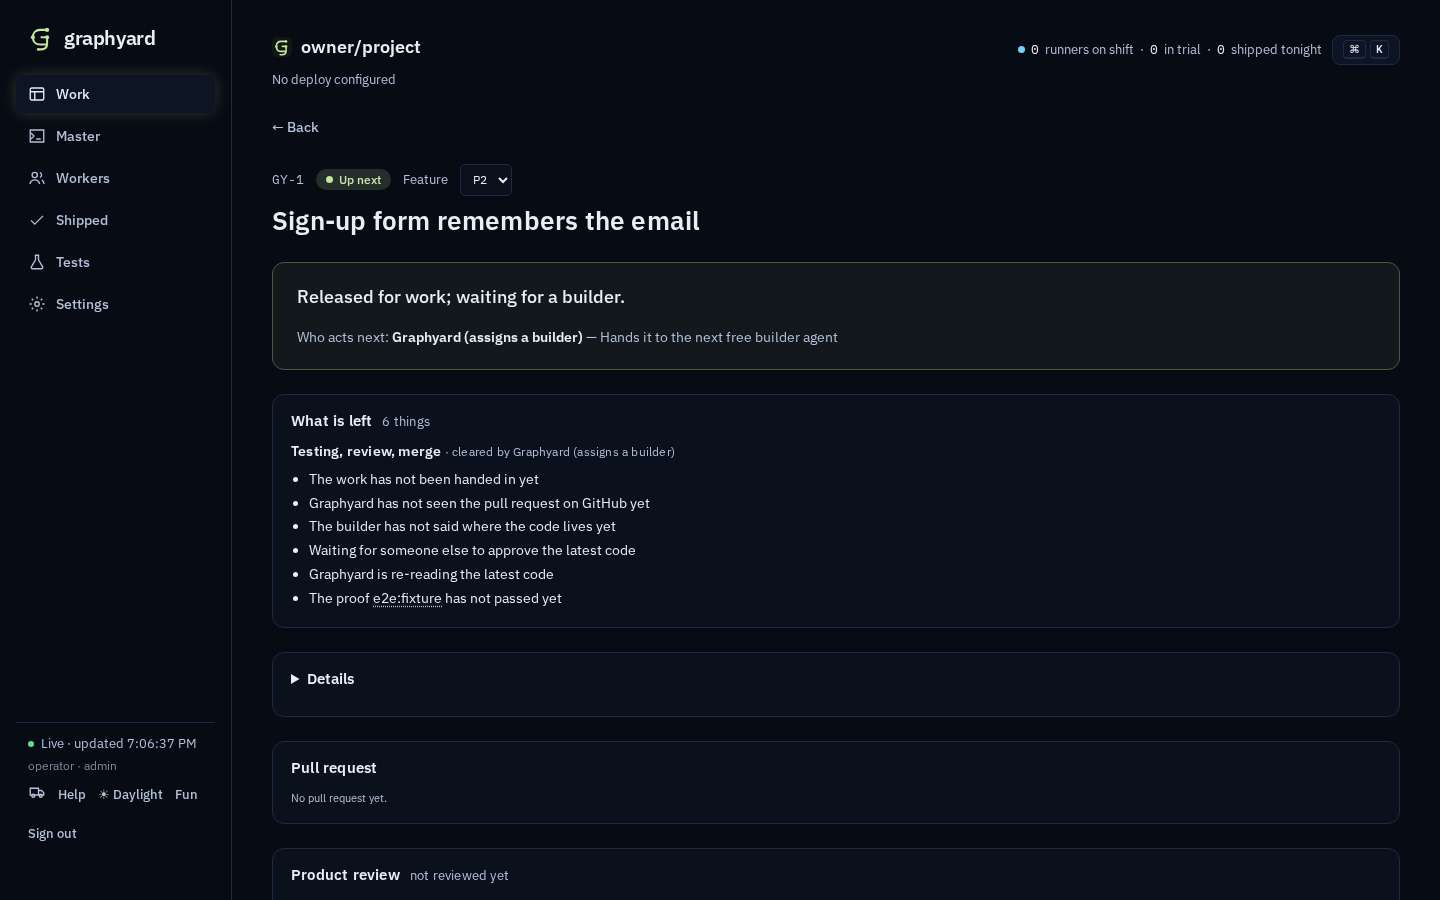 graphyard
Work
Master
Workers
Shipped
Tests
Settings
Live · updated 7:06:37 PM
operator · admin
Help ☀ Daylight Fun
Sign out
owner/project
0 runners on shift · 0 in trial · 0 shipped tonight ⌘ K
No deploy configured
← Back
GY-1 Up next Feature P2
Sign-up form remembers the email
Released for work; waiting for a builder.
Who acts next: Graphyard (assigns a builder) — Hands it to the next free builder agent
What is left 6 things
Testing, review, merge · cleared by Graphyard (assigns a builder)
• The work has not been handed in yet
• Graphyard has not seen the pull request on GitHub yet
• The builder has not said where the code lives yet
• Waiting for someone else to approve the latest code
• Graphyard is re-reading the latest code
• The proof e2e:fixture has not passed yet
▶ Details
Pull request
No pull request yet.
Product review not reviewed yet